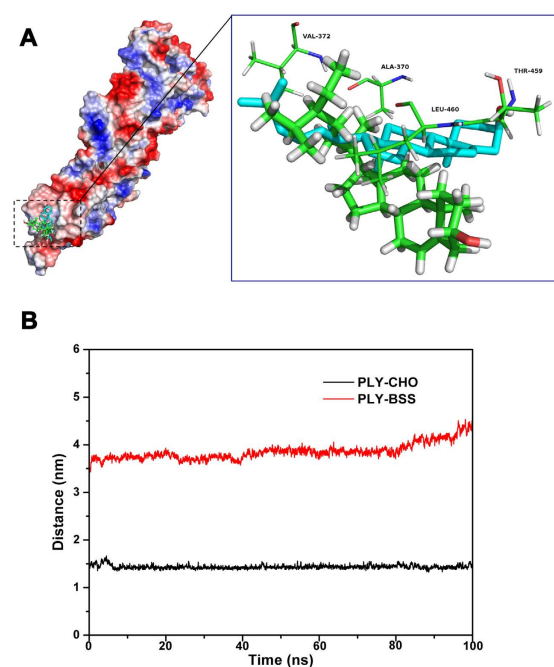 A
VAL-372
ALA-370
THR-459
LEU-460
B
PLY-CHO
PLY-BSS
6
5
4
3
2
1
0
0 20 40 60 80 100
Distance (nm)
Time (ns)